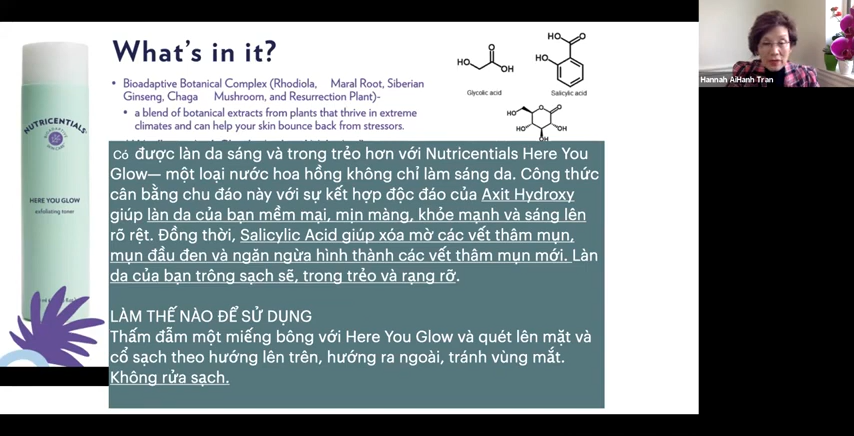 What's in it?
Bioadaptive Botanical Complex (Rhodiola, Maral Root, Siberian
Ginseng, Chaga Mushroom, and Resurrection Plant)-
a blend of botanical extracts from plants that thrive in extreme
climates and can help your skin bounce back from stressors.
Có được làn da sáng và trong trẻo hơn với Nutricentials Here You
Glow— một loại nước hoa hồng không chỉ làm sáng da. Công thức
cân bằng chu đáo này với sự kết hợp độc đáo của Axit Hydroxy
giúp làn da của bạn mềm mại, mịn màng, khỏe mạnh và sáng lên
rõ rệt. Đồng thời, Salicylic Acid giúp xóa mờ các vết thâm mụn,
mụn đầu đen và ngăn ngừa hình thành các vết thâm mụn mới. Làn
da của bạn trông sạch sẽ, trong trẻo và rạng rỡ.
LÀM THẾ NÀO ĐỂ SỬ DỤNG
Thấm đẫm một miếng bông với Here You Glow và quét lên mặt và
cổ sạch theo hướng lên trên, hướng ra ngoài, tránh vùng mắt.
Không rửa sạch.
NUTRICENTIALS
HERE YOU GLOW
exfoliating toner
HO
O
OH
Glycolic acid
HO
O
HO
Salicylic acid
HO
O
O
HO
OH
OH
Hannah AiHanh Tran